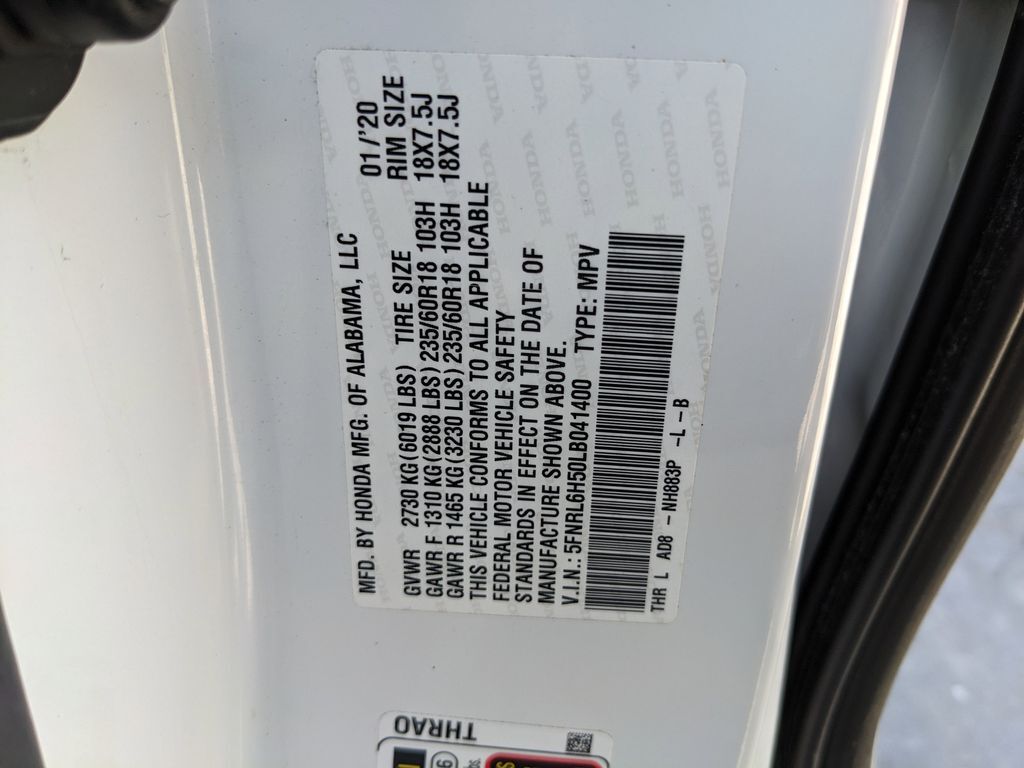 MFD. BY HONDA MFG. OF ALABAMA, LLC 01/'20
GVWR 2730 KG(6019 LBS) TIRE SIZE RIM SIZE
GAWR F 1310 KG(2888 LBS) 235/60R18 103H 18X7.5J
GAWR R 1465 KG(3230 LBS) 235/60R18 103H 18X7.5J
THIS VEHICLE CONFORMS TO ALL APPLICABLE
FEDERAL MOTOR VEHICLE SAFETY
STANDARDS IN EFFECT ON THE DATE OF
MANUFACTURE SHOWN ABOVE.
V.I.N.: 5FNRL6H50LB041400 TYPE: MPV
THR L AD8 -NH883P -L-B
THRA0